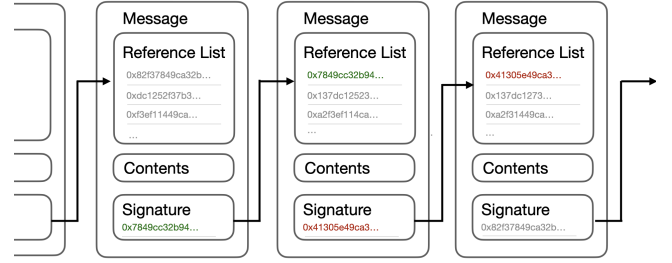 Message
Reference List
0x82f37849ca32b...
0xdc1252f37b3...
0xf3ef11449ca...
...
Contents
Signature
0x7849cc32b94...
Message
Reference List
0x7849cc32b94...
0x137dc12523...
0xa2f3ef114ca...
...
Contents
Signature
0x41305e49ca3...
Message
Reference List
0x41305e49ca3...
0x137dc1273...
0xa2f31449ca...
...
Contents
Signature
0x82f37849ca32b...